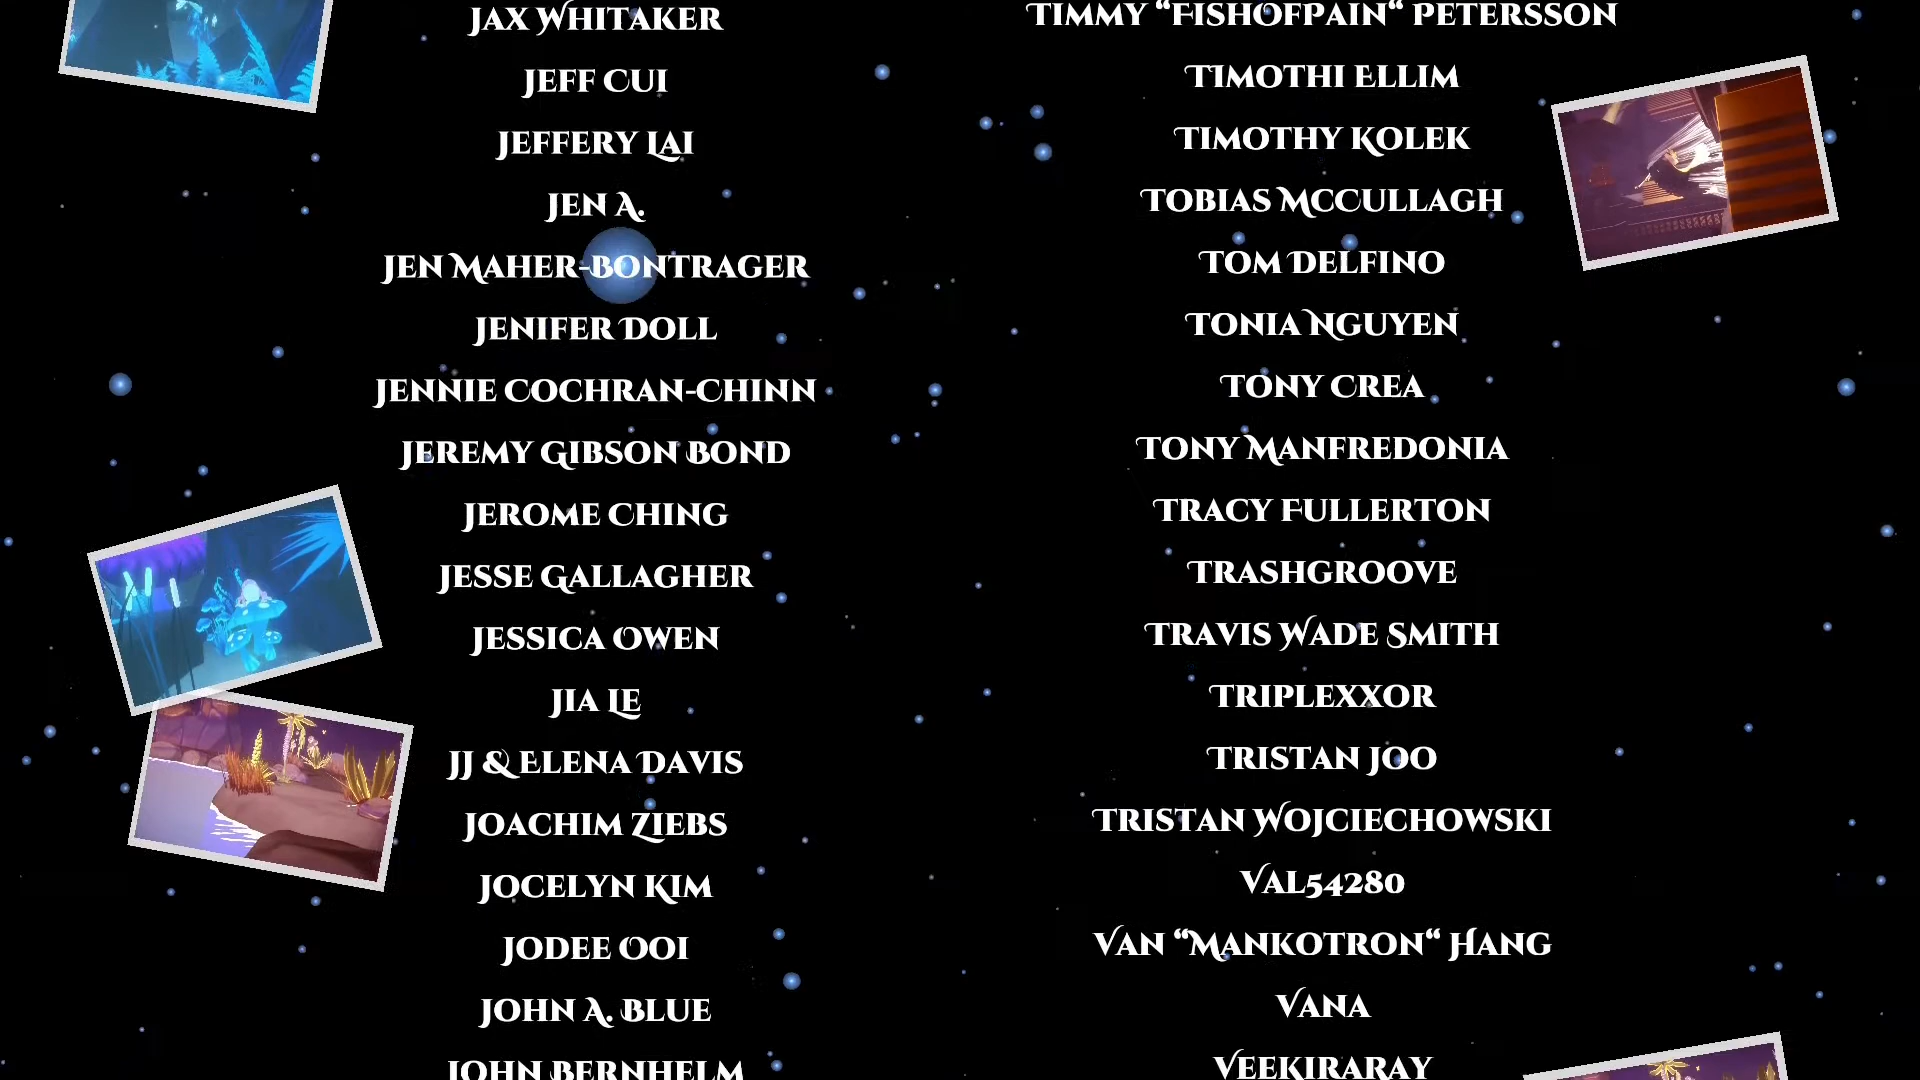 Jax Whitaker
Jeff Cui
Jeffery Lai
Jen A.
Jen Maher-Bontrager
Jenifer Doll
Jennie Cochran-Chinn
Jeremy Gibson Bond
Jerome Ching
Jesse Gallagher
Jessica Owen
Jia Le
JJ & Elena Davis
Joachim Ziebs
Jocelyn Kim
Jodee Ooi
John A. Blue
John Bernhelm
Timmy “Fishofpain“ Petersson
Timothi Ellim
Timothy Kolek
Tobias McCullagh
Tom Delfino
Tonia Nguyen
Tony Crea
Tony Manfredonia
Tracy Fullerton
trashgroove
Travis Wade Smith
Triplexxor
Tristan Joo
Tristan Wojciechowski
Val54280
Van “Mankotron“ Hang
Vana
Veekiraray